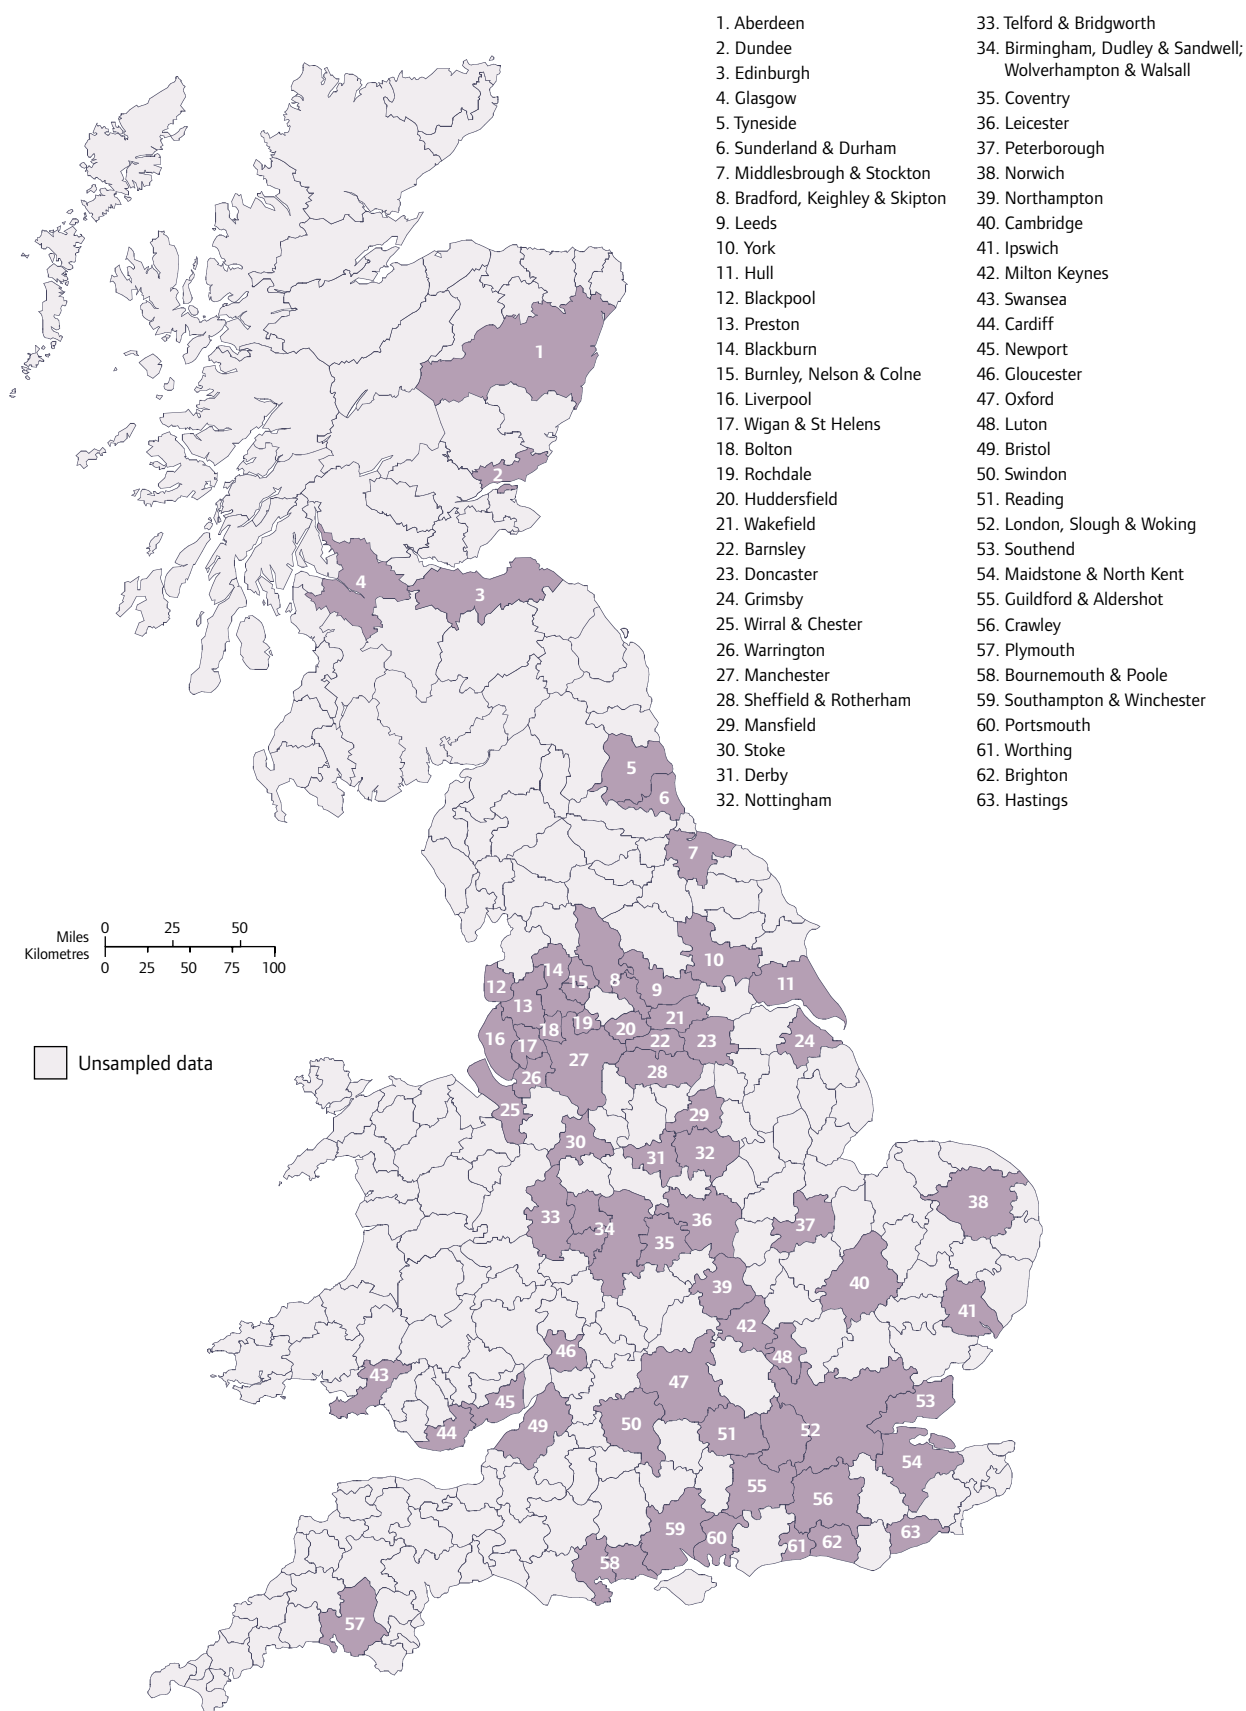 1. Aberdeen
2. Dundee
3. Edinburgh
4. Glasgow
5. Tyneside
6. Sunderland & Durham
7. Middlesbrough & Stockton
8. Bradford, Keighley & Skipton
9. Leeds
10. York
11. Hull
12. Blackpool
13. Preston
14. Blackburn
15. Burnley, Nelson & Colne
16. Liverpool
17. Wigan & St Helens
18. Bolton
19. Rochdale
20. Huddersfield
21. Wakefield
22. Barnsley
23. Doncaster
24. Grimsby
25. Wirral & Chester
26. Warrington
27. Manchester
28. Sheffield & Rotherham
29. Mansfield
30. Stoke
31. Derby
32. Nottingham
33. Telford & Bridgworth
34. Birmingham, Dudley & Sandwell;
Wolverhampton & Walsall
35. Coventry
36. Leicester
37. Peterborough
38. Norwich
39. Northampton
40. Cambridge
41. Ipswich
42. Milton Keynes
43. Swansea
44. Cardiff
45. Newport
46. Gloucester
47. Oxford
48. Luton
49. Bristol
50. Swindon
51. Reading
52. London, Slough & Woking
53. Southend
54. Maidstone & North Kent
55. Guildford & Aldershot
56. Crawley
57. Plymouth
58. Bournemouth & Poole
59. Southampton & Winchester
60. Portsmouth
61. Worthing
62. Brighton
63. Hastings
1
2
4
3
5
6
7
Miles 0 25 50
Kilometres
0 25 50 75 100
10
14
15
8
9
11
12
13
16
18
19
20
21
17
22
23
24
27
26
28
25
29
30
31
32
Unsampled data
33
34
35
36
37
38
39
40
41
42
46
48
43
47
45
53
44
49
50
51
52
54
55
56
59
60
61
62
63
58
57